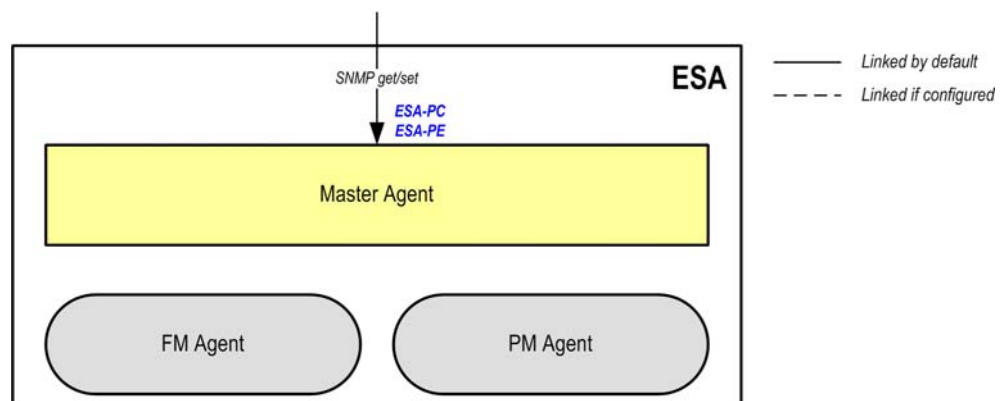 SNMP get/set
ESA
Linked by default
Linked if configured
ESA-PC
ESA-PE
Master Agent
FM Agent
PM Agent